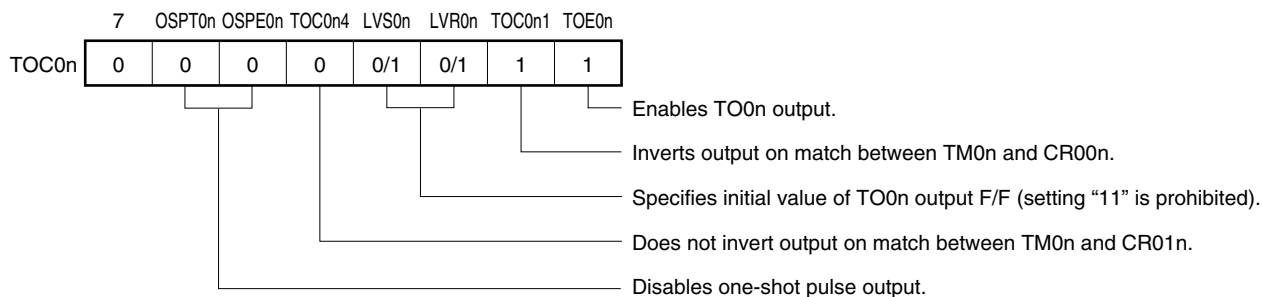 7 OSPT0n OSPE0n TOC0n4 LVS0n LVR0n TOC0n1 TOE0n
TOC0n 0 0 0 0 0/1 0/1 1 1
Enables TO0n output.
Inverts output on match between TM0n and CR00n.
Specifies initial value of TO0n output F/F (setting “11” is prohibited).
Does not invert output on match between TM0n and CR01n.
Disables one-shot pulse output.